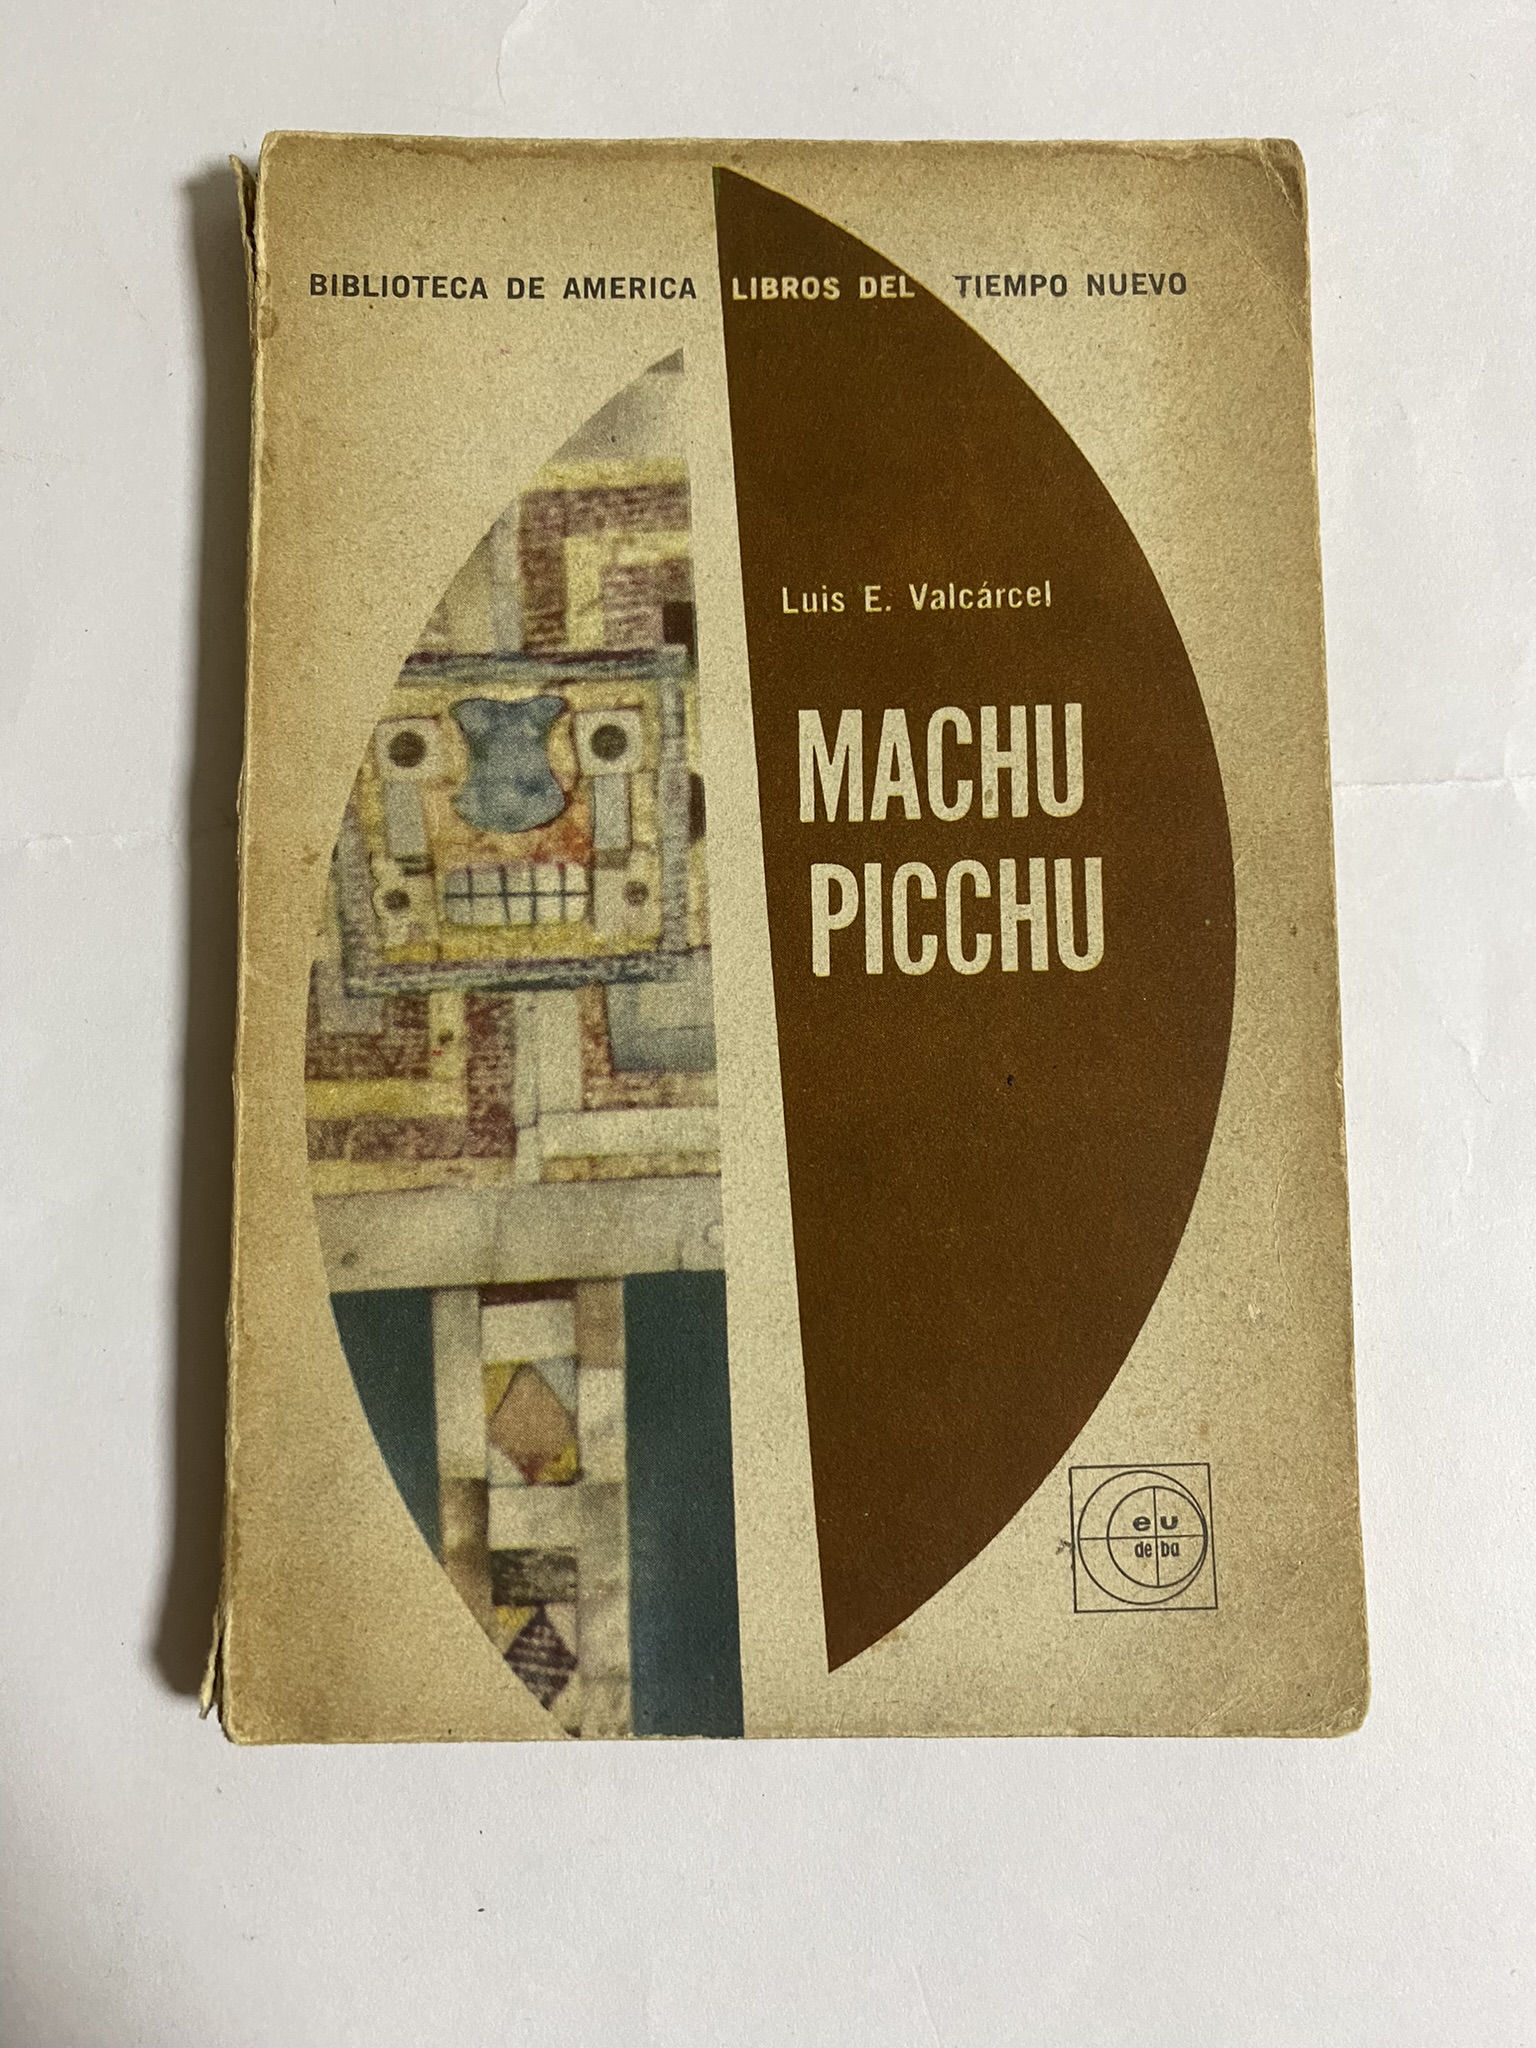 BIBLIOTECA DE AMERICA LIBROS DEL TIEMPO NUEVO
Luis E. Valcárcel
MACHU
PICCHU
eu
deba